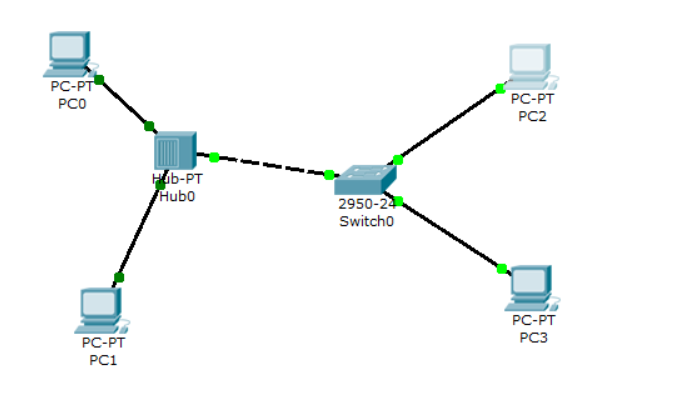 PC-PT
PC0
PC-PT
PC2
Hub-PT
Hub0
2950-24
Switch0
PC-PT
PC3
PC-PT
PC1